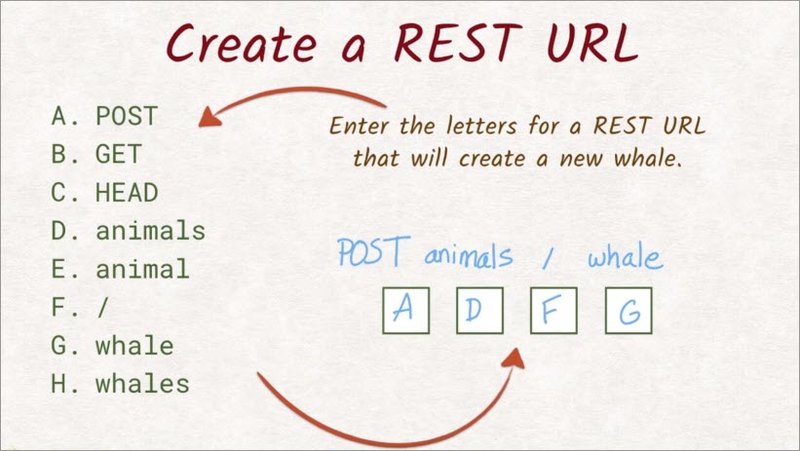 Create a REST URL
A. POST
B. GET
C. HEAD
D. animals
E. animal
F. /
G. whale
H. whales
Enter the letters for a REST URL
that will create a new whale.
POST animals / whale
A D F G